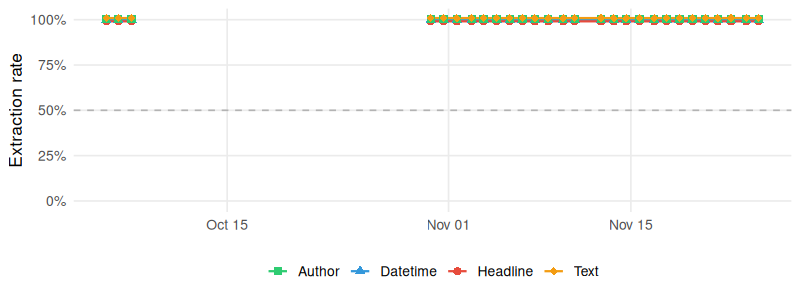 Extraction rate
100%
75%
50%
25%
0%
Oct 15
Nov 01
Nov 15
Author
Datetime
Headline
Text